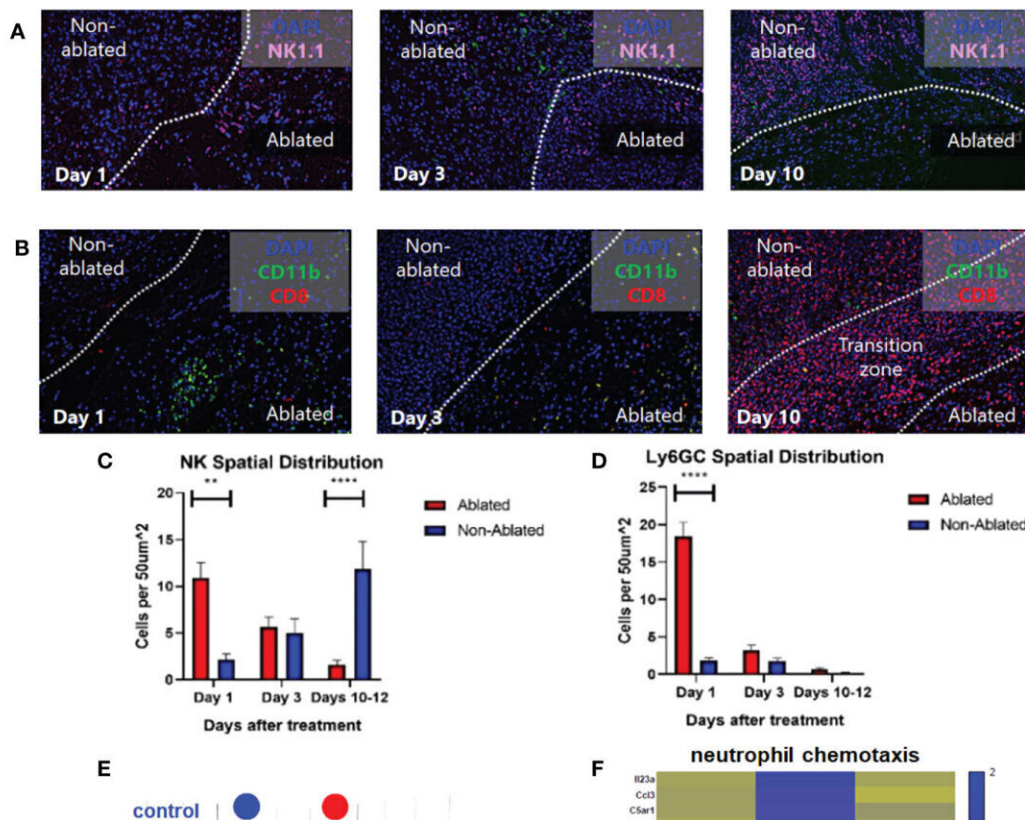 A
Non-ablated
DAPI
NK1.1
Ablated
Day 1
Non-ablated
DAPI
NK1.1
Ablated
Day 3
Non-ablated
DAPI
NK1.1
Ablated
Day 10
B
Non-ablated
DAPI
CD11b
CD8
Ablated
Day 1
Non-ablated
DAPI
CD11b
CD8
Ablated
Day 3
Non-ablated
DAPI
CD11b
CD8
Transition zone
Ablated
Day 10
C
NK Spatial Distribution
**
****
20
15
10
5
0
Cells per 50um^2
Day 1
Day 3
Days 10-12
Days after treatment
Ablated
Non-Ablated
D
Ly6GC Spatial Distribution
****
25
20
15
10
5
0
Cells per 50um^2
Day 1
Day 3
Days 10-12
Days after treatment
Ablated
Non-Ablated
E
control
F
neutrophil chemotaxis
Il23a
Ccl3
C5ar1
2